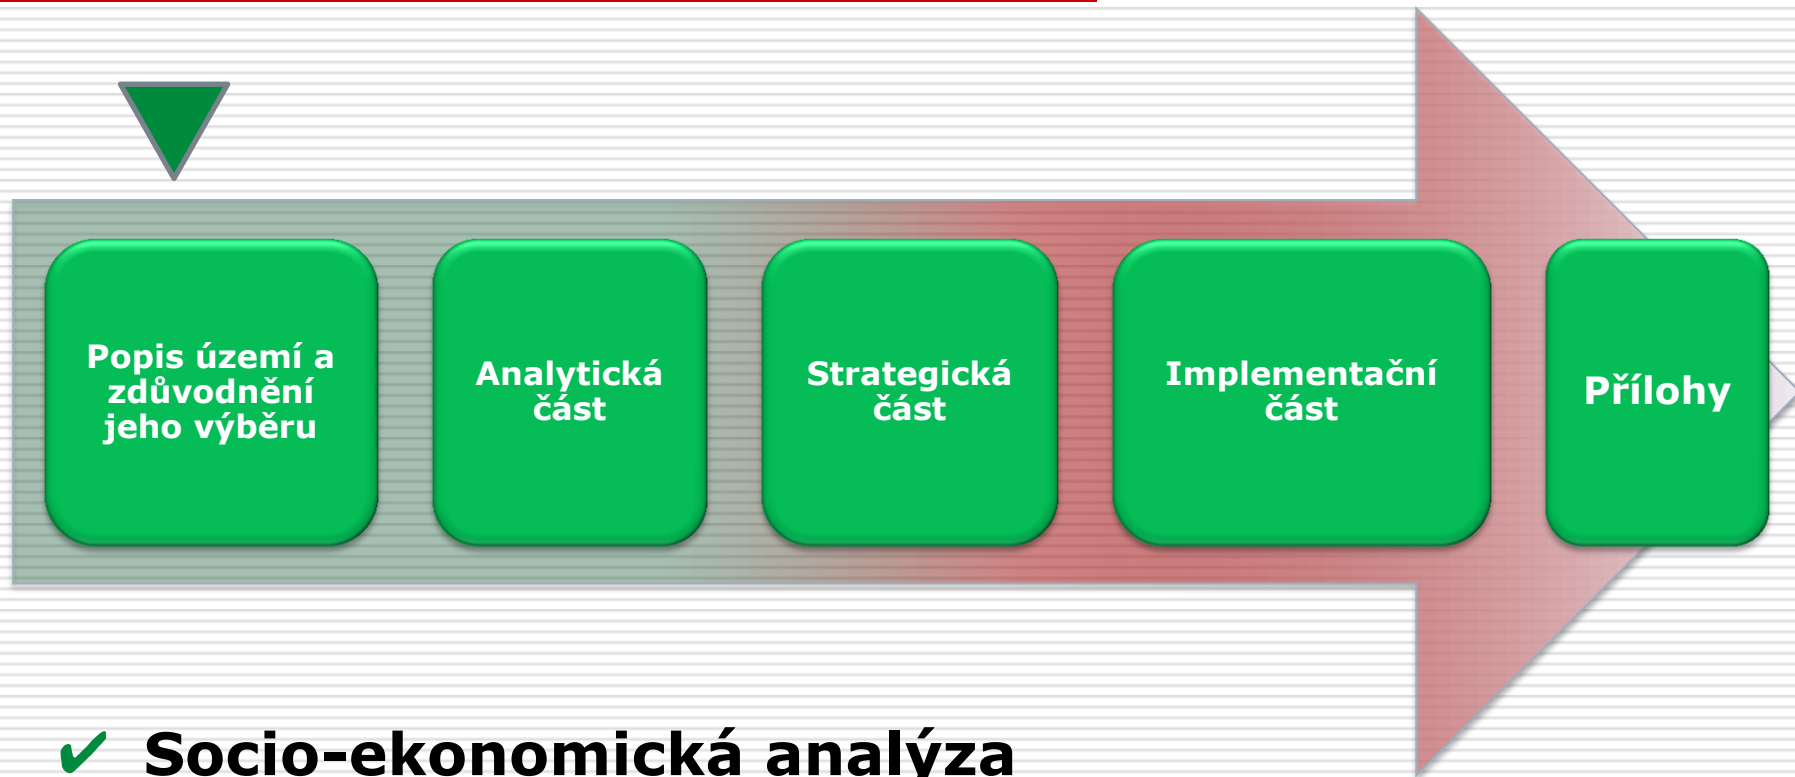 Popis území a
zdůvodnění
jeho výběru
Analytická
část
Strategická
část
Implementační
část
Přílohy
✔ Socio-ekonomická analýza